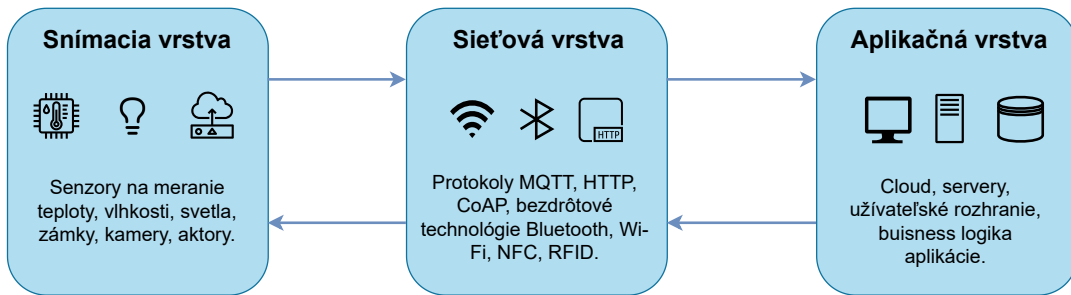 Snímacia vrstva
Senzory na meranie
teploty, vlhkosti, svetla,
zámky, kamery, aktory.
Sieťová vrstva
HTTP
Protokoly MQTT, HTTP,
CoAP, bezdrôtové
technológie Bluetooth, Wi-
Fi, NFC, RFID.
Aplikačná vrstva
Cloud, servery,
užívateľské rozhranie,
buisness logika
aplikácie.